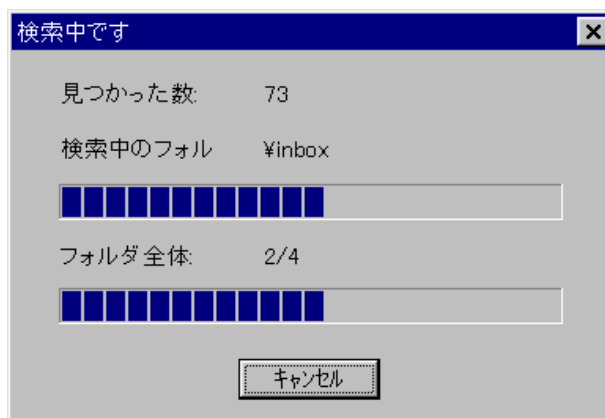 検索中です
見つかった数: 73
検索中のフォル ¥inbox
フォルダ全体: 2/4
ｷｬﾝｾﾙ